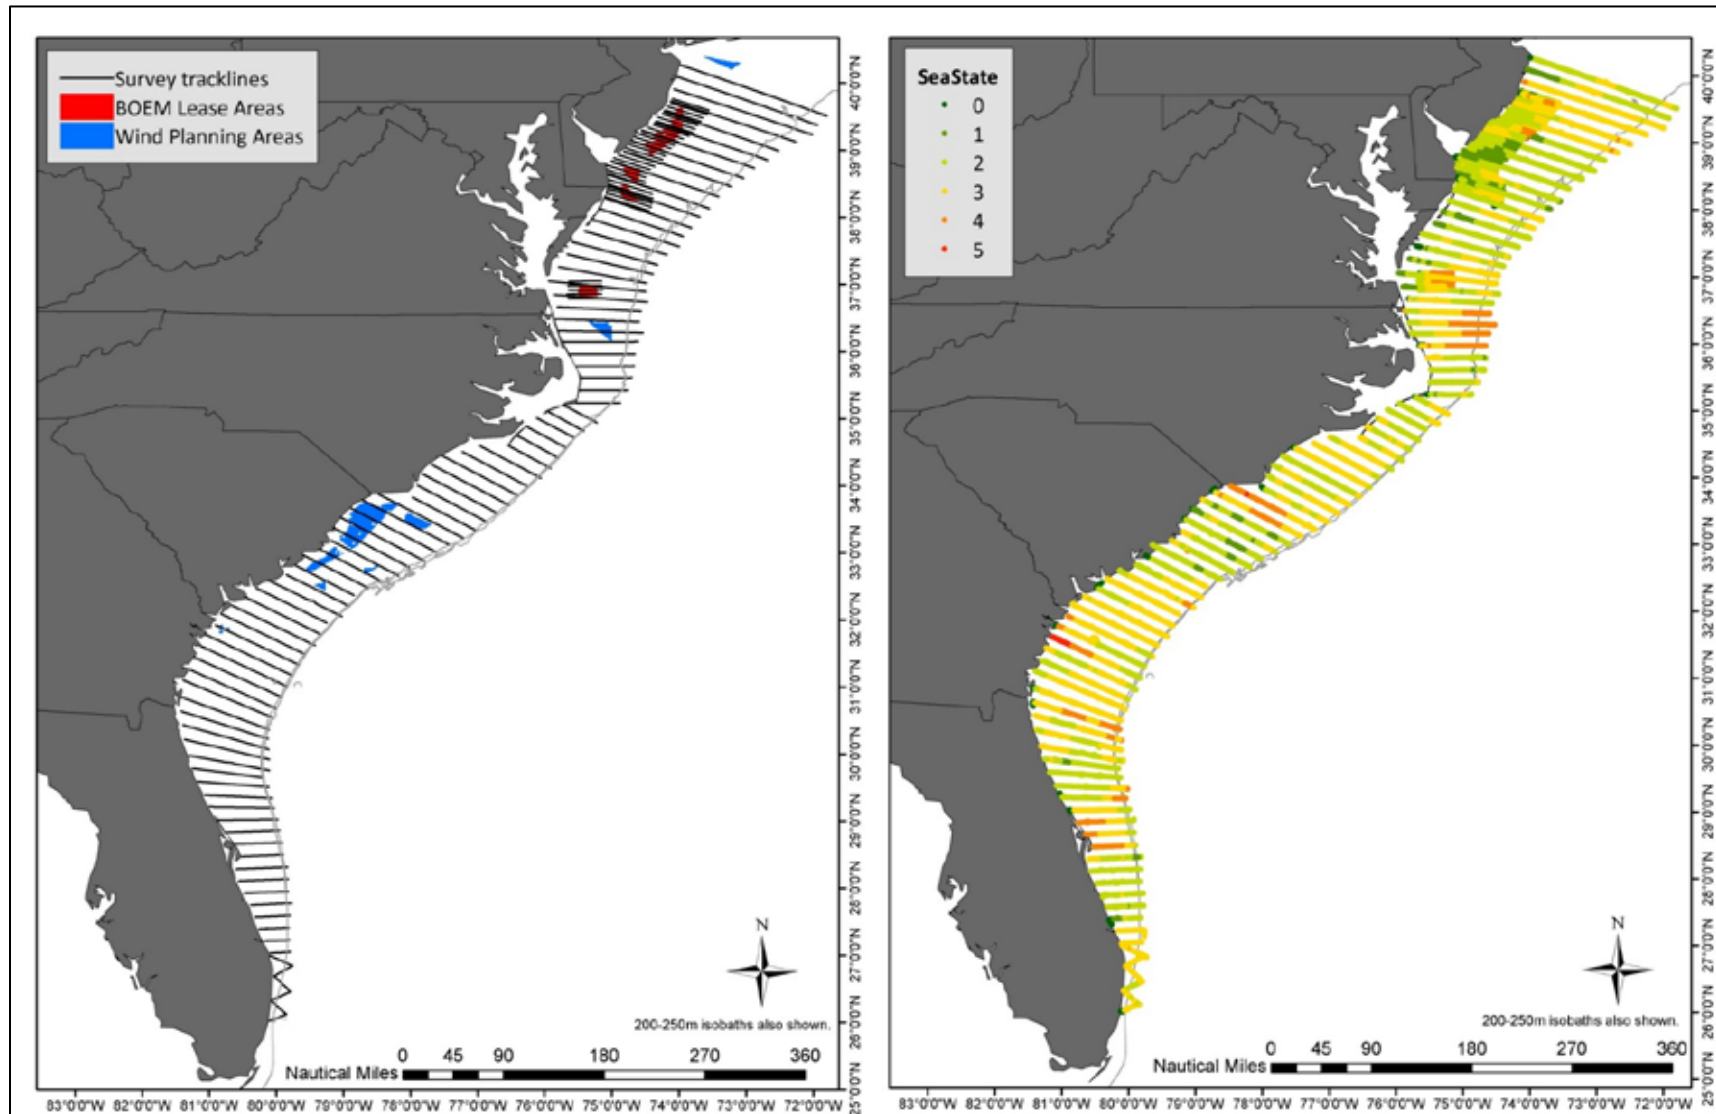 Survey tracklines
BOEM Lease Areas
Wind Planning Areas
40°0'0"N
39°0'0"N
38°0'0"N
37°0'0"N
36°0'0"N
35°0'0"N
34°0'0"N
33°0'0"N
32°0'0"N
31°0'0"N
30°0'0"N
29°0'0"N
28°0'0"N
27°0'0"N
26°0'0"N
25°0'0"N
N
200-250m isobaths also shown.
0 45 90 180 270 360
Nautical Miles
83°0'0"W 82°0'0"W 81°0'0"W 80°0'0"W 79°0'0"W 78°0'0"W 77°0'0"W 76°0'0"W 75°0'0"W 74°0'0"W 73°0'0"W 72°0'0"W
SeaState
0
1
2
3
4
5
40°0'0"N
39°0'0"N
38°0'0"N
37°0'0"N
36°0'0"N
35°0'0"N
34°0'0"N
33°0'0"N
32°0'0"N
31°0'0"N
30°0'0"N
29°0'0"N
28°0'0"N
27°0'0"N
26°0'0"N
25°0'0"N
N
200-250m isobaths also shown.
0 45 90 180 270 360
Nautical Miles
83°0'0"W 82°0'0"W 81°0'0"W 80°0'0"W 79°0'0"W 78°0'0"W 77°0'0"W 76°0'0"W 75°0'0"W 74°0'0"W 73°0'0"W 72°0'0"W